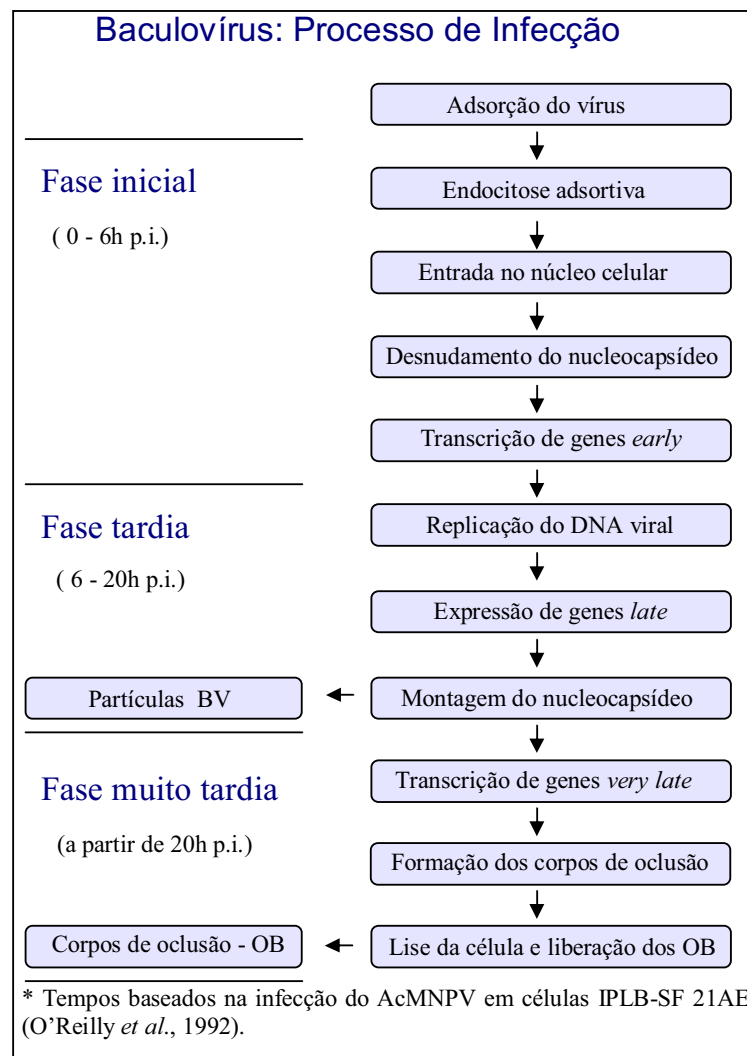 Baculovírus: Processo de Infecção
Adsorção do vírus
Fase inicial
( 0 - 6h p.i.)
Endocitose adsortiva
Entrada no núcleo celular
Desnudamento do nucleocapsídeo
Transcrição de genes early
Fase tardia
( 6 - 20h p.i.)
Replicação do DNA viral
Expressão de genes late
Partículas BV
Montagem do nucleocapsídeo
Fase muito tardia
(a partir de 20h p.i.)
Transcrição de genes very late
Formação dos corpos de oclusão
Corpos de oclusão - OB
Lise da célula e liberação dos OB
* Tempos baseados na infecção do AcMNPV em células IPLB-SF 21AE
(O'Reilly et al., 1992).